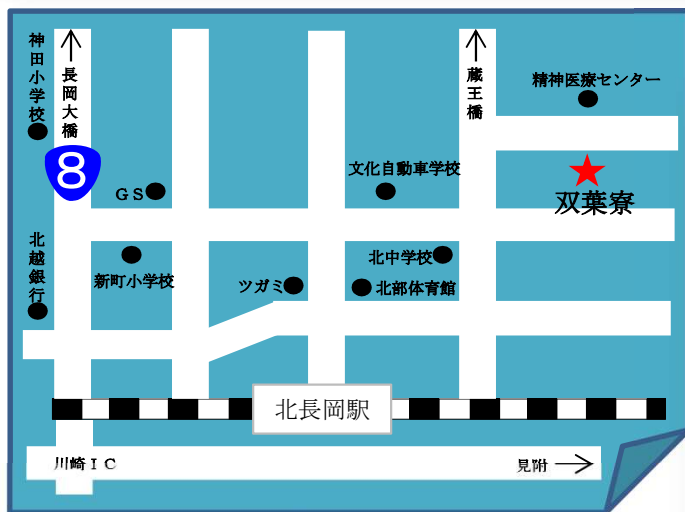 神田小学校
長岡大橋
8
蔵王橋
精神医療センター
GS
文化自動車学校
双葉寮
北越銀行
新町小学校
北中学校
ツガミ
北部体育館
北長岡駅
川崎IC
見附